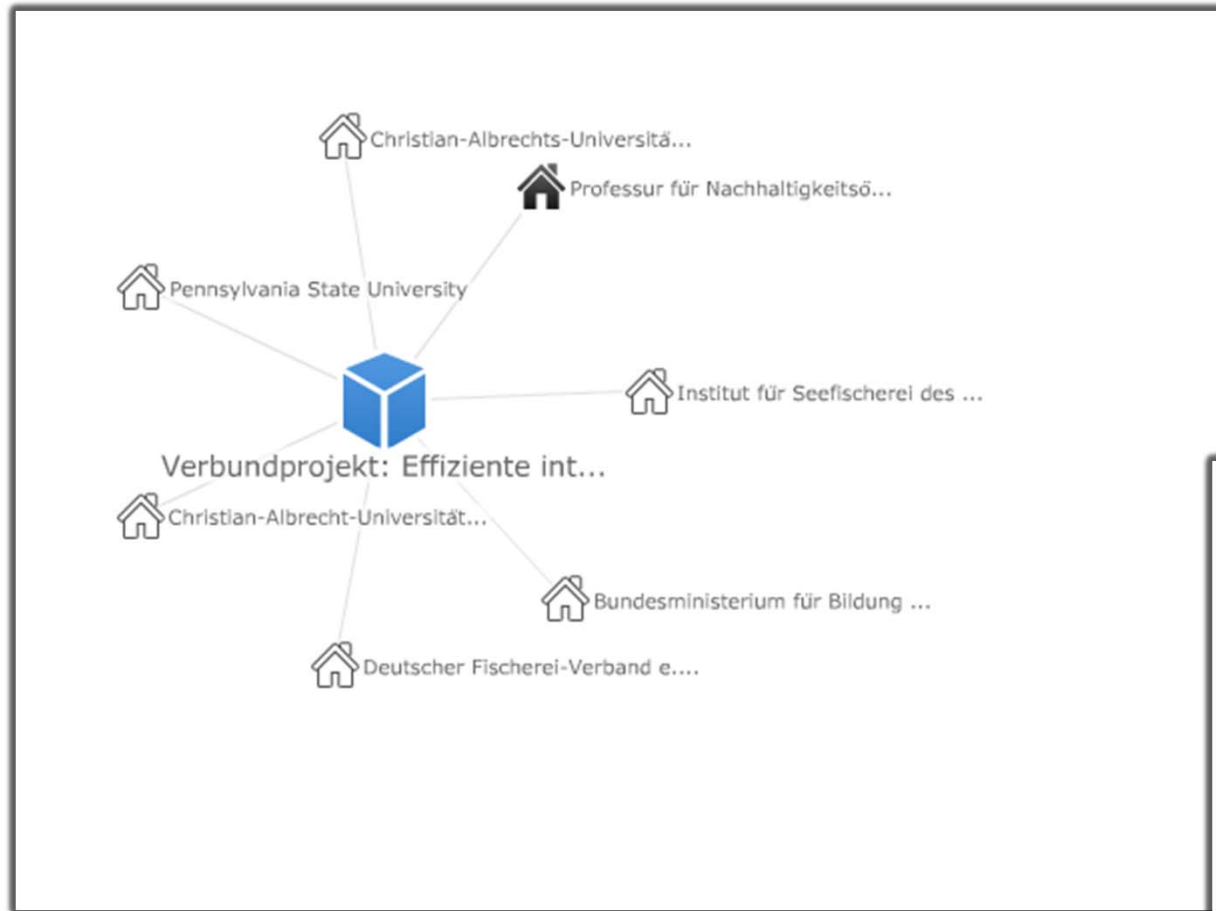 Christian-Albrechts-Universitä...
Professur für Nachhaltigkeitsö...
Pennsylvania State University
Institut für Seefischerei des ...
Verbundprojekt: Effiziente int...
Christian-Albrecht-Universität...
Bundesministerium für Bildung ...
Deutscher Fischerei-Verband e....